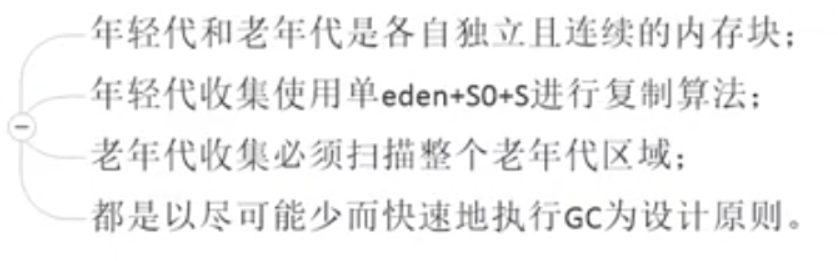 年轻代和老年代是各自独立且连续的内存块；
年轻代收集使用单eden+S0+S进行复制算法；
老年代收集必须扫描整个老年代区域；
都是以尽可能少而快速地执行GC为设计原则。